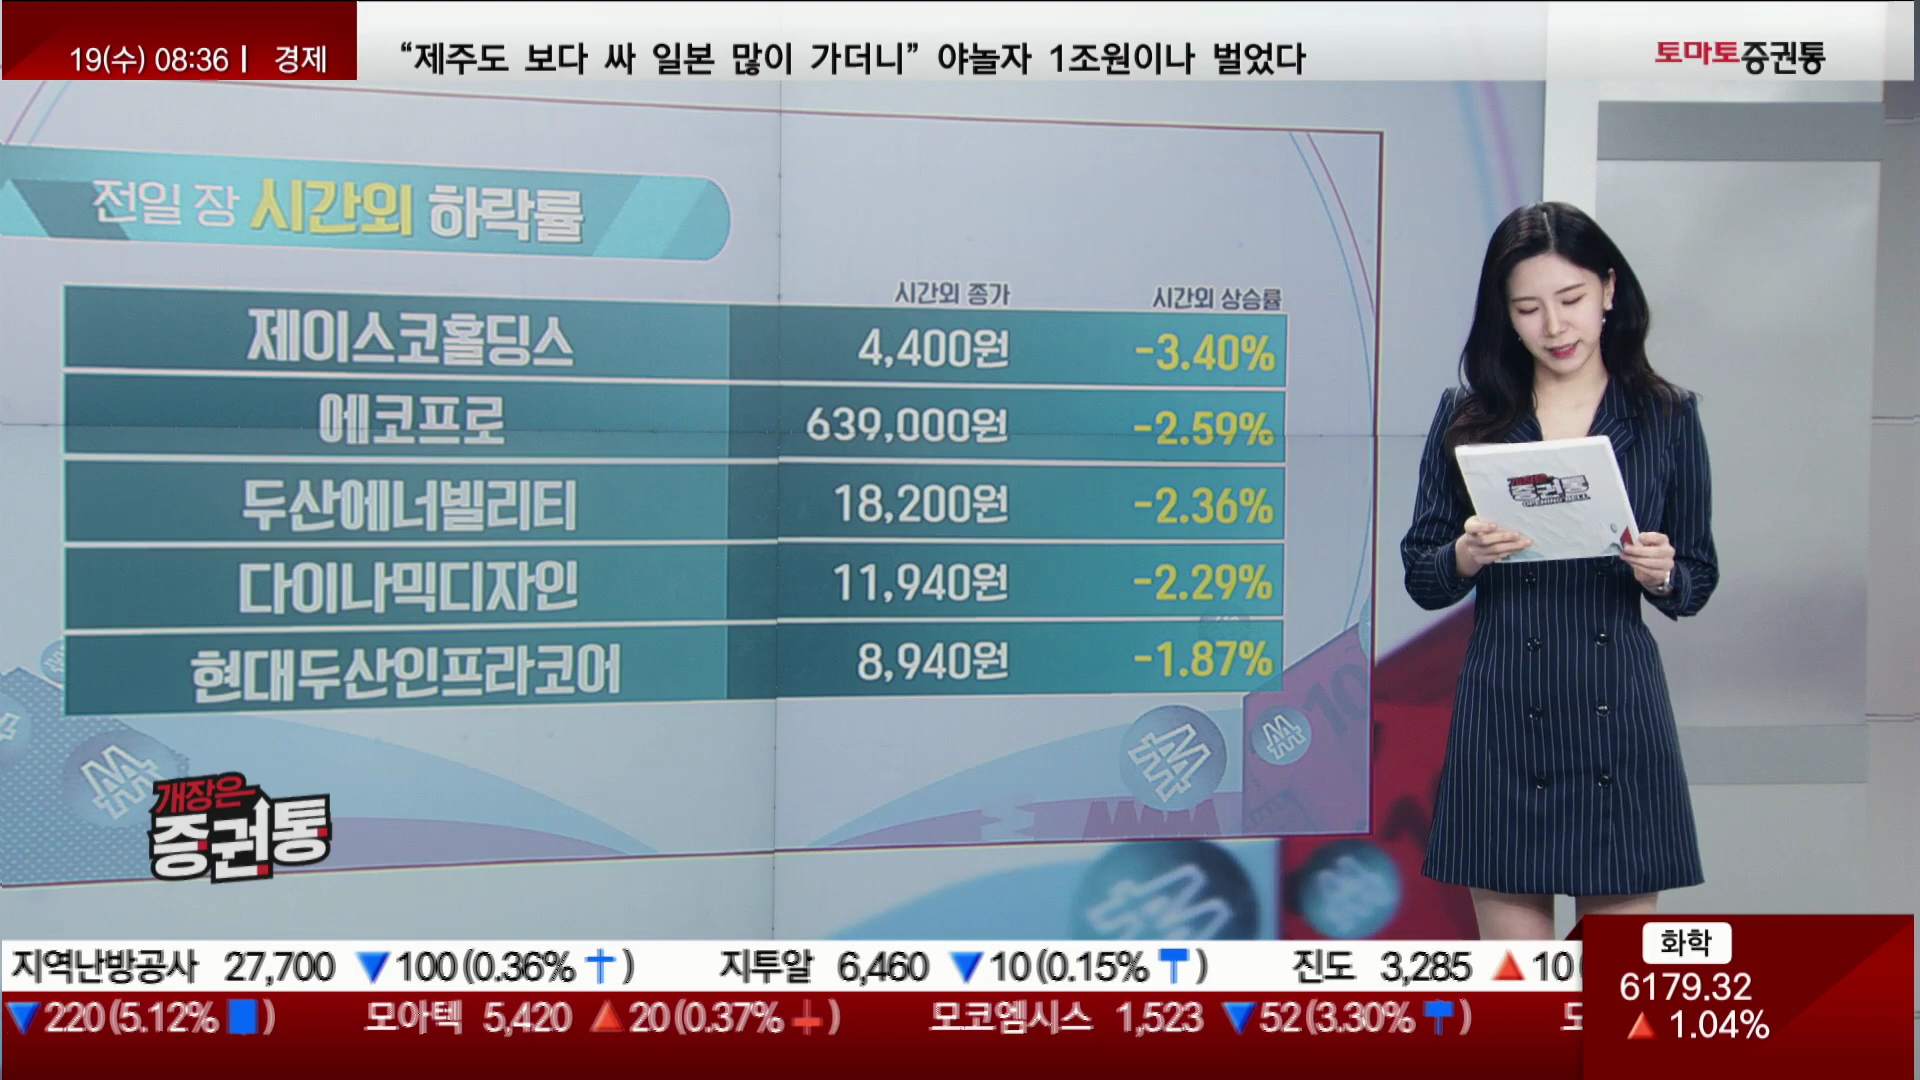 19(수) 08:36 | 경제
“제주도 보다 싸 일본 많이 가더니” 야놀자 1조원이나 벌었다
토마토증권통
전일 장 시간외 하락률
시간외 종가 시간외 상승률
제이스코홀딩스 4,400원 -3.40%
에코프로 639,000원 -2.59%
두산에너빌리티 18,200원 -2.36%
다이나믹디자인 11,940원 -2.29%
현대두산인프라코어 8,940원 -1.87%
개장은
증권통
OPENING BELL
개장은
증권통
지역난방공사 27,700 ▼100(0.36%) 지투알 6,460 ▼10(0.15%) 진도 3,285 ▲10(
▼220(5.12%) 모아텍 5,420 ▲20(0.37%) 모코엠시스 1,523 ▼52(3.30%)
화학
6179.32
▲ 1.04%